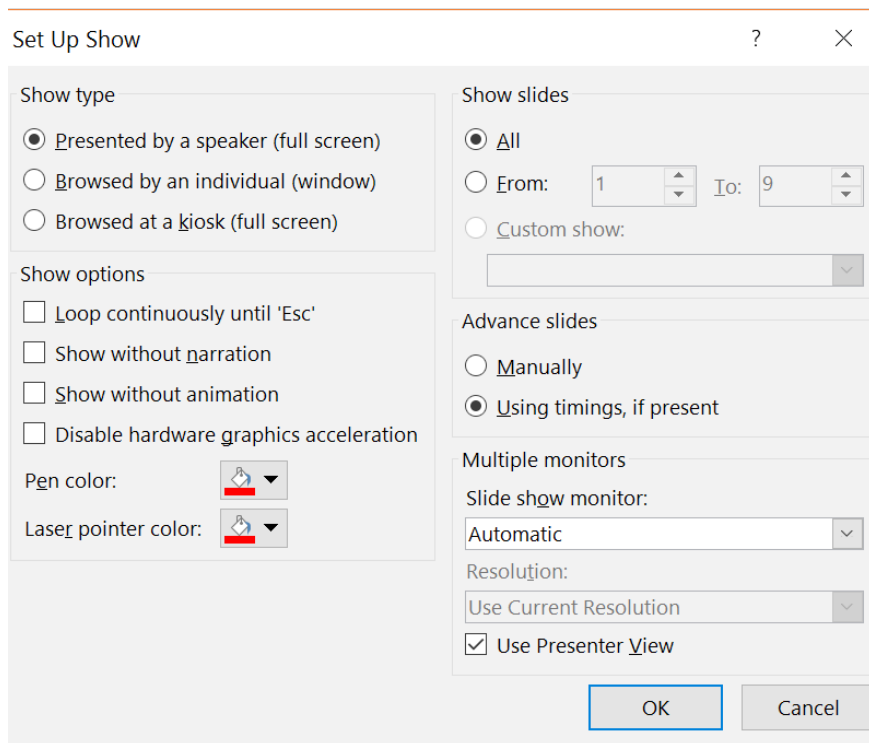 Set Up Show
?
Show type
Presented by a speaker (full screen)
Browsed by an individual (window)
Browsed at a kiosk (full screen)
Show options
Loop continuously until 'Esc'
Show without narration
Show without animation
Disable hardware graphics acceleration
Pen color:
Laser pointer color:
Show slides
All
From: 1 To: 9
Custom show:
Advance slides
Manually
Using timings, if present
Multiple monitors
Slide show monitor:
Automatic
Resolution:
Use Current Resolution
Use Presenter View
OK Cancel